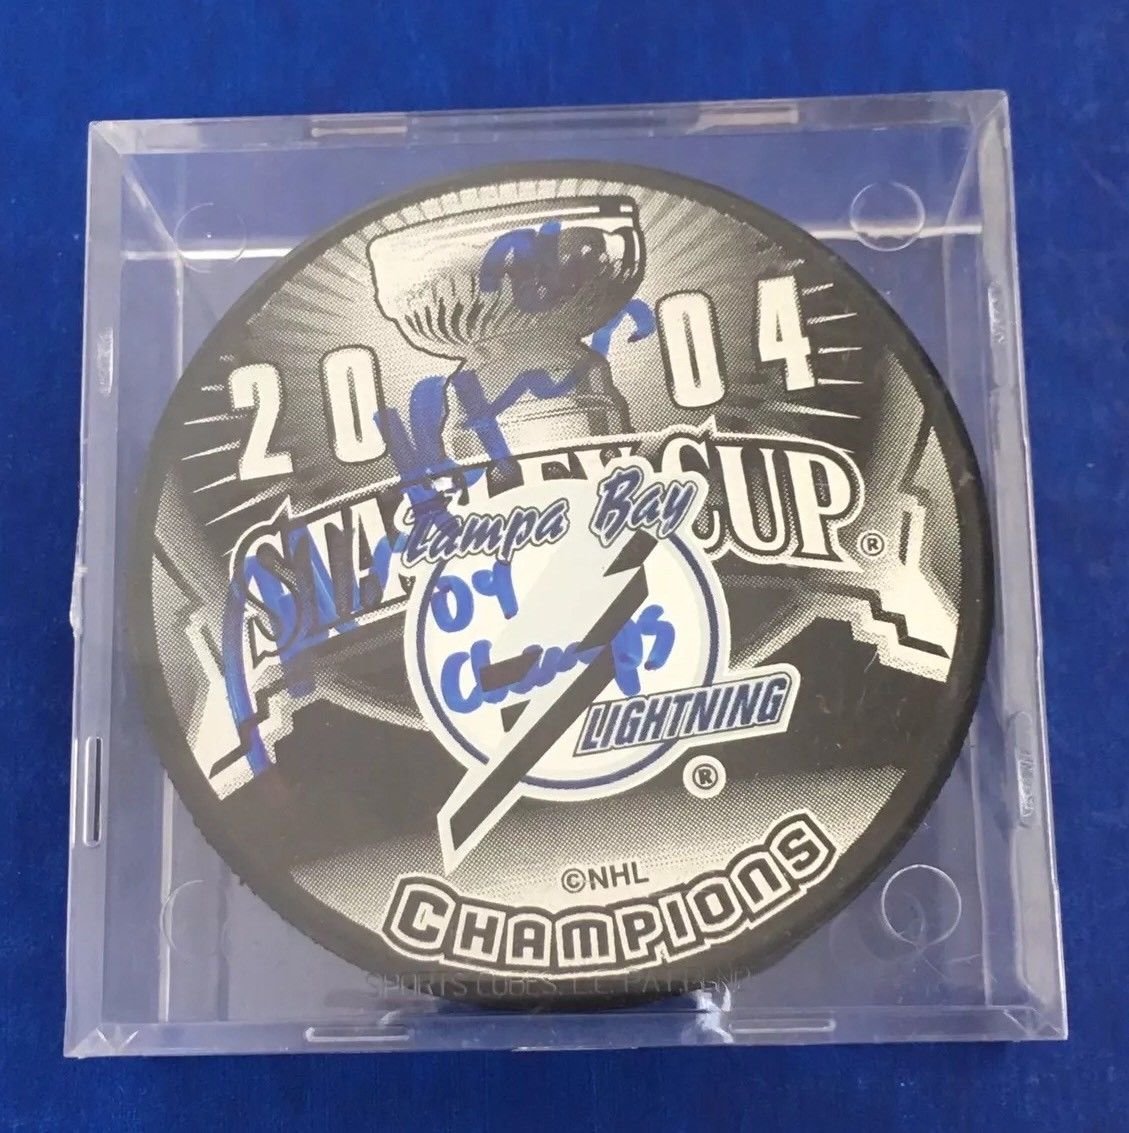 2004
STANLEY CUP®
Tampa Bay
04
Champs
LIGHTNING
®
©NHL
CHAMPIONS